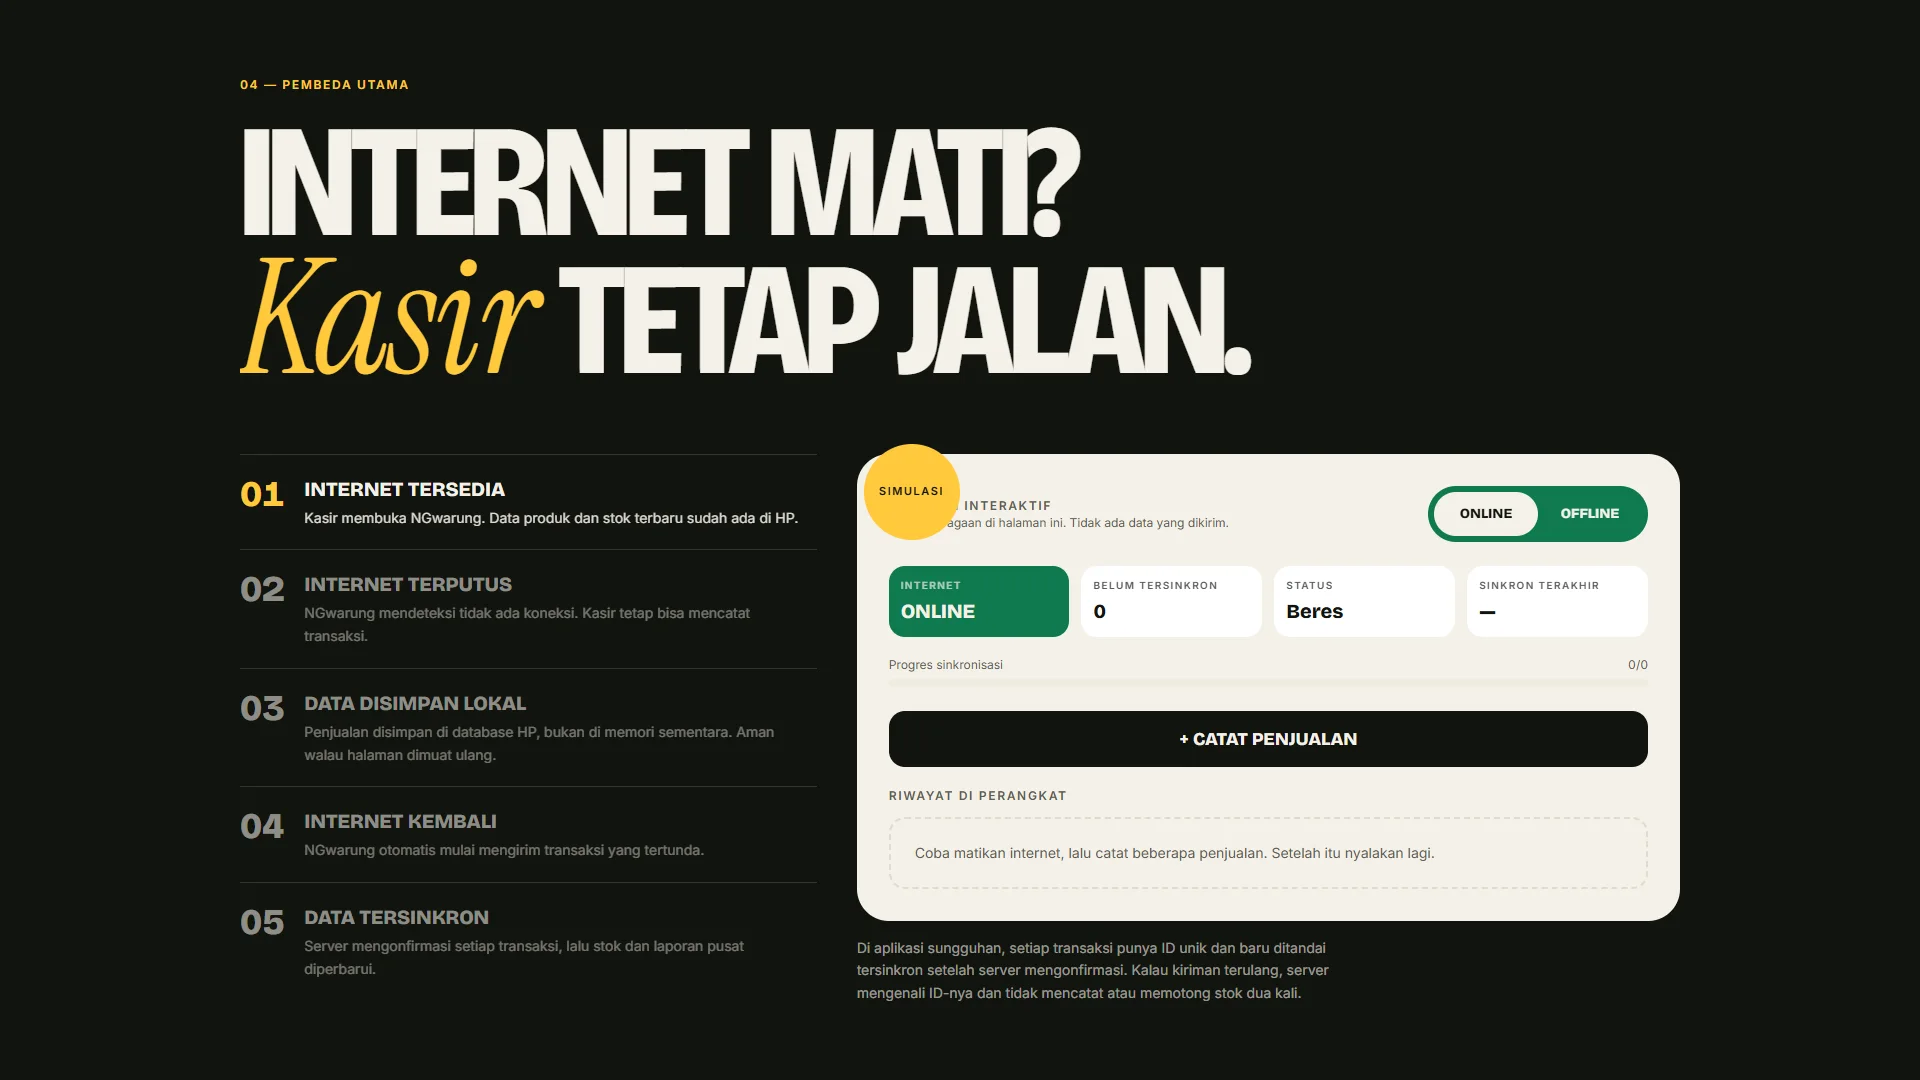 04 — PEMBEDA UTAMA
INTERNET MATI?
Kasir TETAP JALAN.
01
INTERNET TERSEDIA
Kasir membuka NGwarung. Data produk dan stok terbaru sudah ada di HP.
02
INTERNET TERPUTUS
NGwarung mendeteksi tidak ada koneksi. Kasir tetap bisa mencatat
transaksi.
03
DATA DISIMPAN LOKAL
Penjualan disimpan di database HP, bukan di memori sementara. Aman
walau halaman dimuat ulang.
04
INTERNET KEMBALI
NGwarung otomatis mulai mengirim transaksi yang tertunda.
05
DATA TERSINKRON
Server mengonfirmasi setiap transaksi, lalu stok dan laporan pusat
diperbarui.
SIMULASI
INTERAKTIF
di halaman ini. Tidak ada data yang dikirim.
ONLINE OFFLINE
INTERNET
ONLINE
BELUM TERSINKRON
0
STATUS
Beres
SINKRON TERAKHIR
—
Progres sinkronisasi 0/0
+ CATAT PENJUALAN
RIWAYAT DI PERANGKAT
Coba matikan internet, lalu catat beberapa penjualan. Setelah itu nyalakan lagi.
Di aplikasi sungguhan, setiap transaksi punya ID unik dan baru ditandai
tersinkron setelah server mengonfirmasi. Kalau kiriman terulang, server
mengenali ID-nya dan tidak mencatat atau memotong stok dua kali.